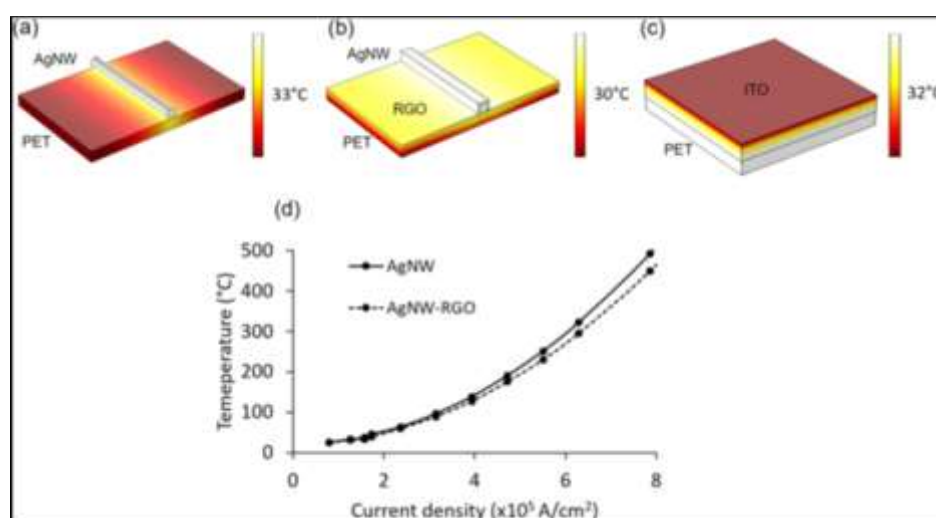 (a)
AgNW
33°C
PET
(b)
AgNW
30°C
RGO
PET
(c)
ITO
32°C
PET
(d)
500
400
300
200
100
0
Temeperature (°C)
AgNW
AgNW-RGO
0 2 4 6 8
Current density (x10⁵ A/cm²)